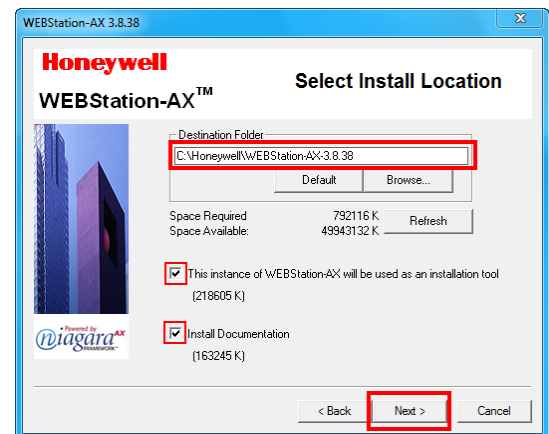 WEBStation-AX 3.8.38
Honeywell
WEBStation-AX™
Select Install Location
Destination Folder
C:\Honeywell\WEBStation-AX-3.8.38
Default
Browse...
Space Required 792116 K
Space Available: 49943132 K
Refresh
This instance of WEBStation-AX will be used as an installation tool
(218605 K)
Powered by
niagara AX
FRAMEWORK™
Install Documentation
(163245 K)
< Back
Next >
Cancel